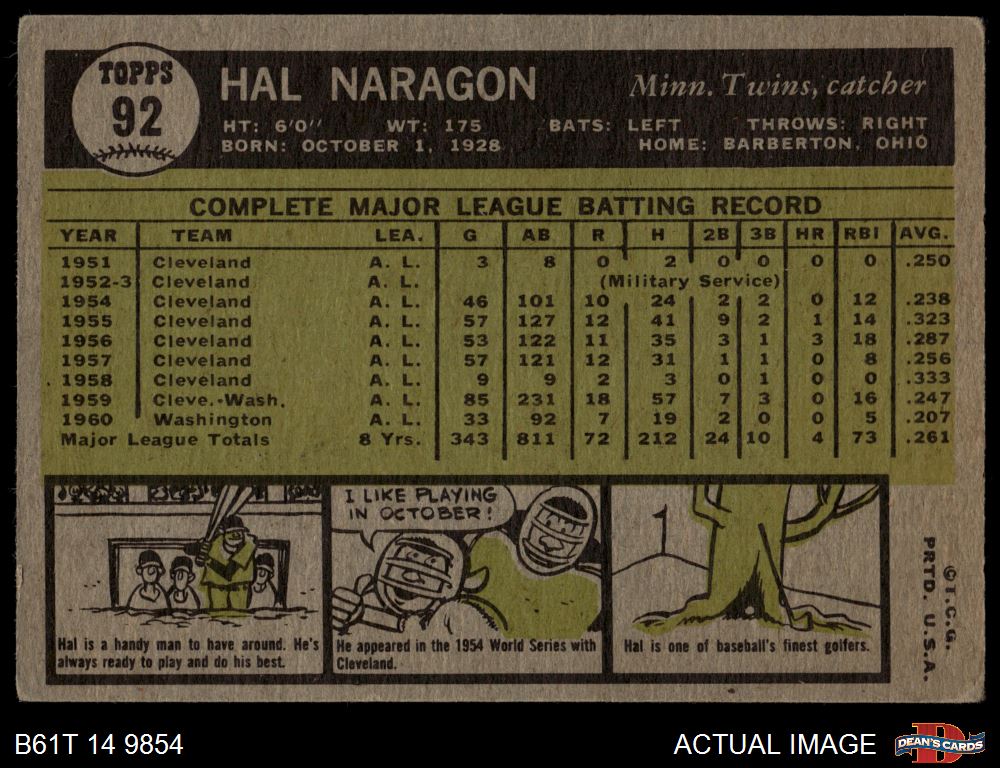 TOPPS
92
HAL NARAGON
Minn. Twins, catcher
HT: 6'0" WT: 175 BATS: LEFT THROWS: RIGHT
BORN: OCTOBER 1, 1928 HOME: BARBERTON, OHIO
COMPLETE MAJOR LEAGUE BATTING RECORD
YEAR TEAM LEA. G AB R H 2B 3B HR RBI AVG.
1951 Cleveland A. L. 3 8 0 2 0 0 0 0 .250
1952-3 Cleveland A. L. (Military Service)
1954 Cleveland A. L. 46 101 10 24 2 2 0 12 .238
1955 Cleveland A. L. 57 127 12 41 9 2 1 14 .323
1956 Cleveland A. L. 53 122 11 35 3 1 3 18 .287
1957 Cleveland A. L. 57 121 12 31 1 1 0 8 .256
1958 Cleveland A. L. 9 9 2 3 0 1 0 0 .333
1959 Cleve.-Wash. A. L. 85 231 18 57 7 3 0 16 .247
1960 Washington A. L. 33 92 7 19 2 0 0 5 .207
Major League Totals 8 Yrs. 343 811 72 212 24 10 4 73 .261
Hal is a handy man to have around. He's
always ready to play and do his best.
I LIKE PLAYING
IN OCTOBER!
He appeared in the 1954 World Series with
Cleveland.
1
Hal is one of baseball's finest golfers.
©T.C.G.
PRTD. U.S.A.
B61T 14 9854
ACTUAL IMAGE
D
DEAN'S CARDS